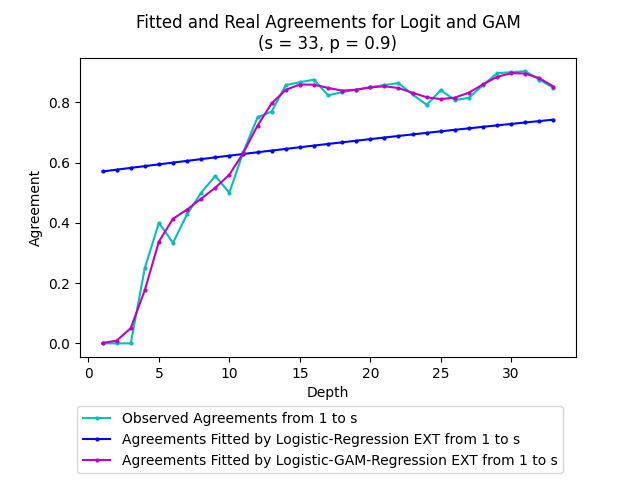 Fitted and Real Agreements for Logit and GAM
(s = 33, p = 0.9)
Agreement
0.8
0.6
0.4
0.2
0.0
0 5 10 15 20 25 30
Depth
Observed Agreements from 1 to s
Agreements Fitted by Logistic-Regression EXT from 1 to s
Agreements Fitted by Logistic-GAM-Regression EXT from 1 to s